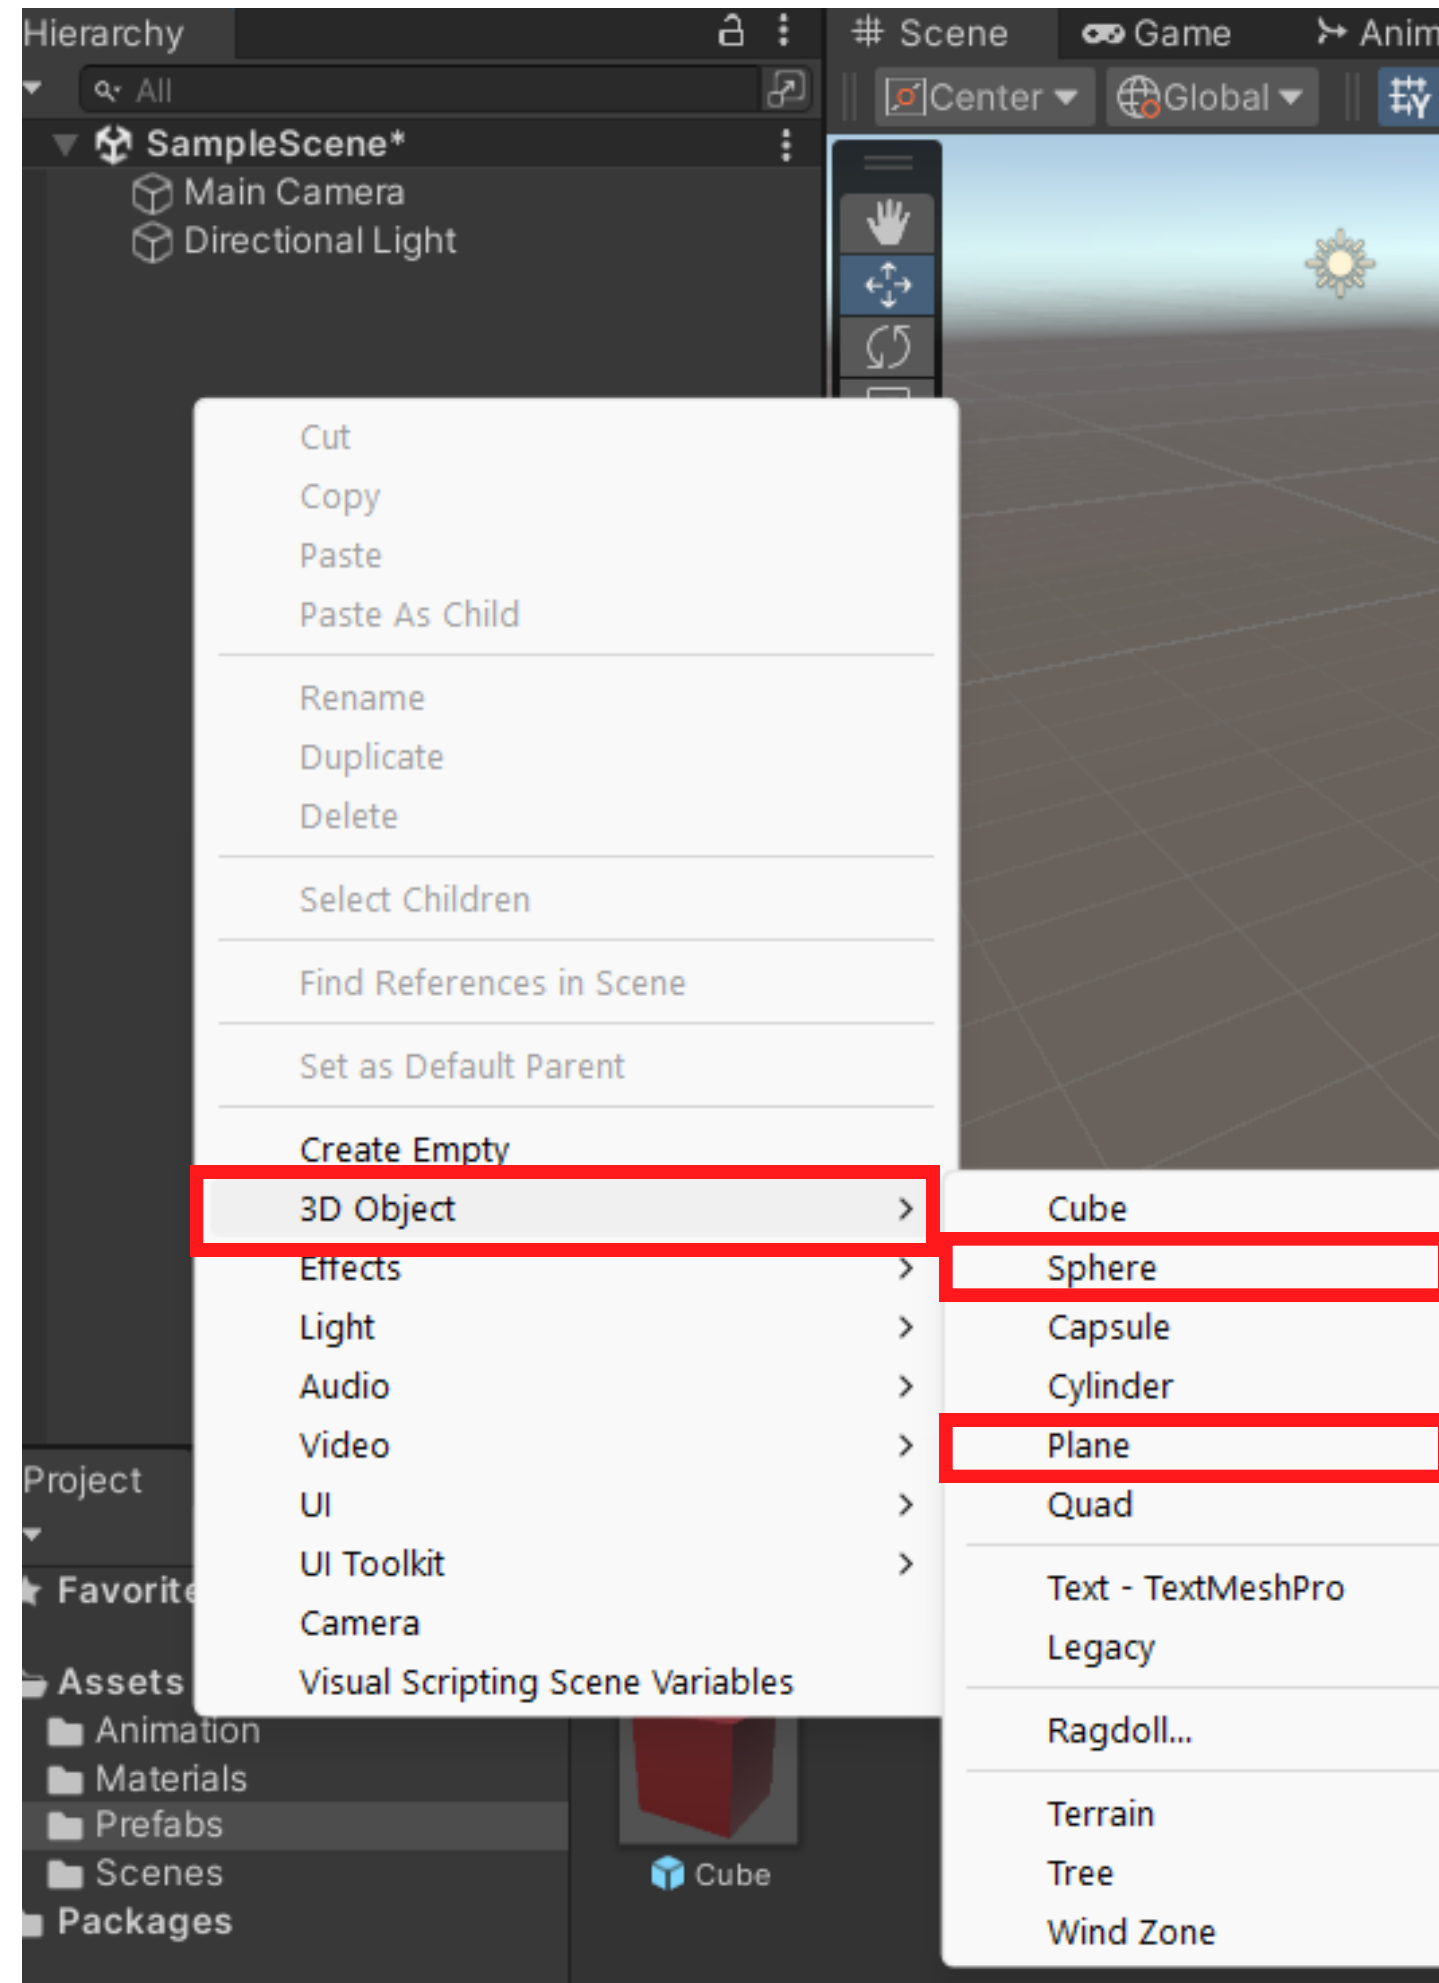 Hierarchy
Scene
Game
Anim
All
Center
Global
SampleScene*
Main Camera
Directional Light
Cut
Copy
Paste
Paste As Child
Rename
Duplicate
Delete
Select Children
Find References in Scene
Set as Default Parent
Create Empty
3D Object
Effects
Light
Audio
Video
UI
UI Toolkit
Camera
Visual Scripting Scene Variables
Cube
Sphere
Capsule
Cylinder
Plane
Quad
Text - TextMeshPro
Legacy
Ragdoll...
Terrain
Tree
Wind Zone
Project
Favorite
Assets
Animation
Materials
Prefabs
Scenes
Packages
Cube